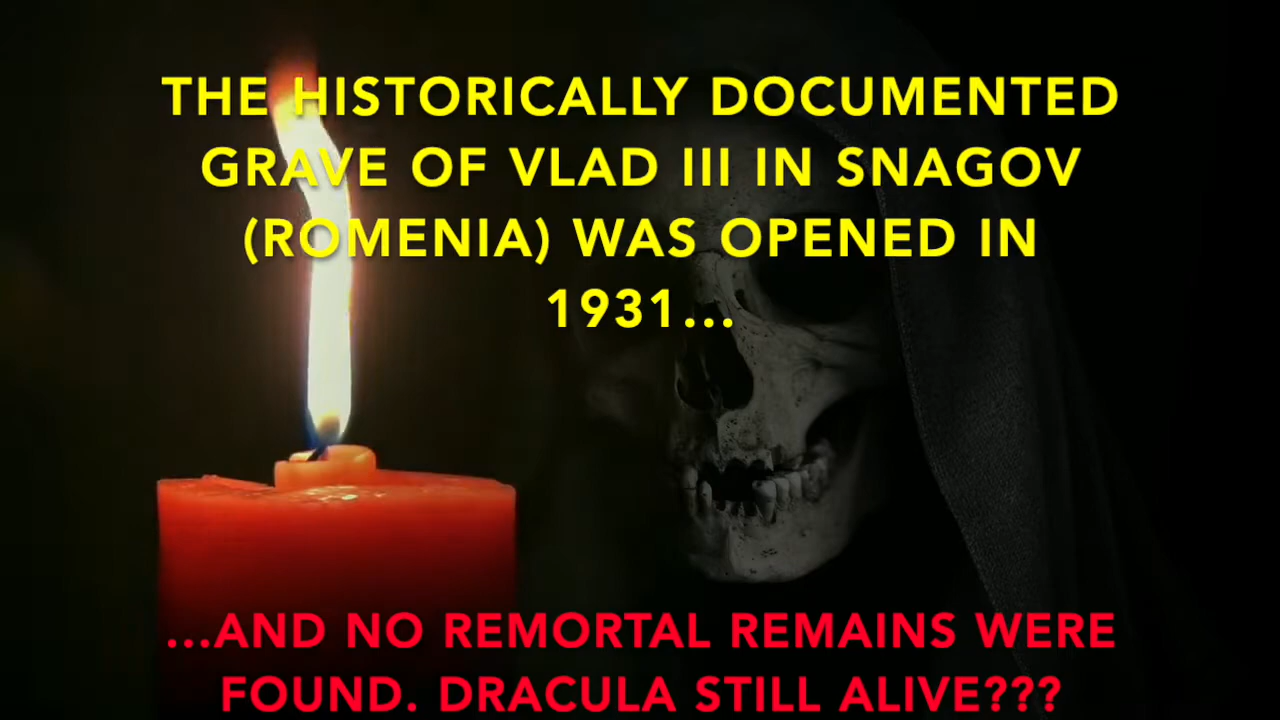 THE HISTORICALLY DOCUMENTED
GRAVE OF VLAD III IN SNAGOV
(ROMENIA) WAS OPENED IN
1931...
...AND NO REMORTAL REMAINS WERE
FOUND. DRACULA STILL ALIVE???